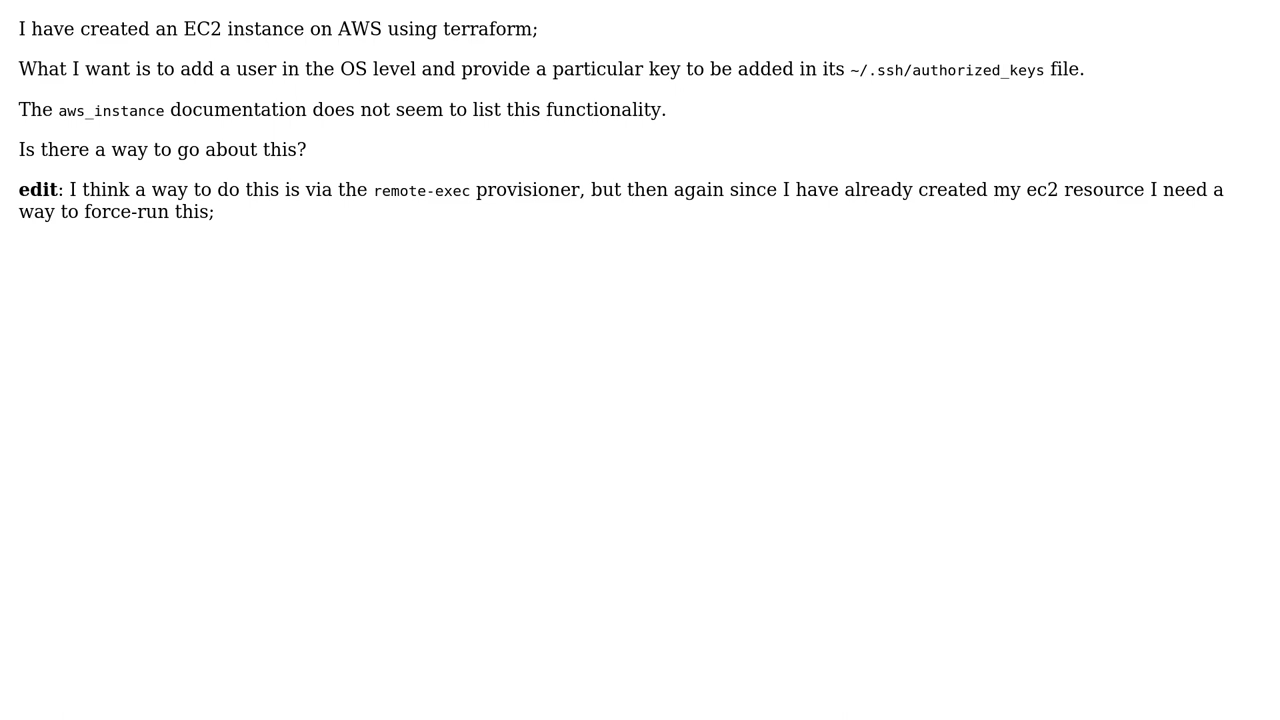 I have created an EC2 instance on AWS using terraform;
What I want is to add a user in the OS level and provide a particular key to be added in its ~/.ssh/authorized_keys file.
The aws_instance documentation does not seem to list this functionality.
Is there a way to go about this?
edit: I think a way to do this is via the remote-exec provisioner, but then again since I have already created my ec2 resource I need a
way to force-run this;